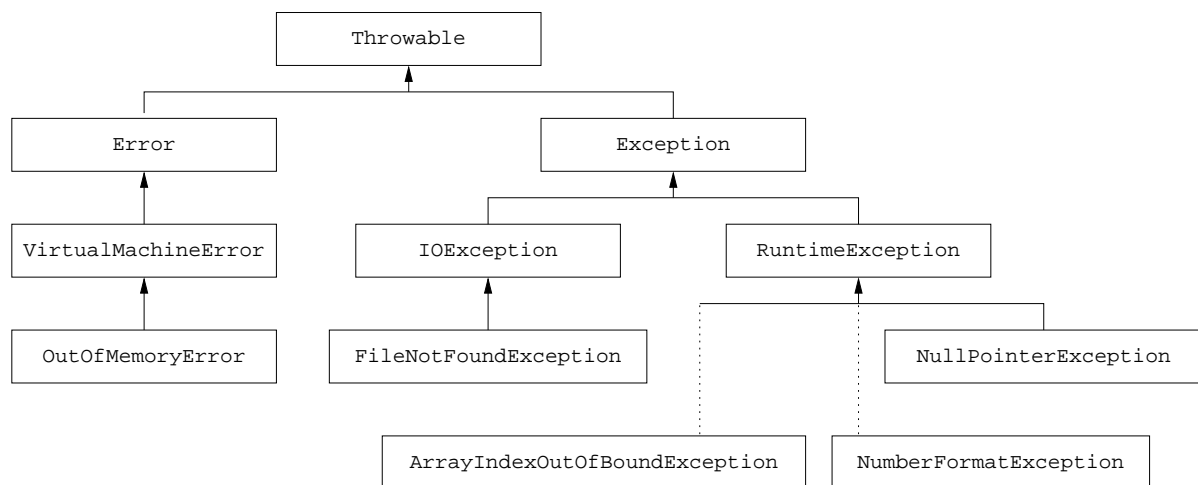 Throwable
Error
Exception
VirtualMachineError
IOException
RuntimeException
OutOfMemoryError
FileNotFoundException
NullPointerException
ArrayIndexOutOfBoundException
NumberFormatException